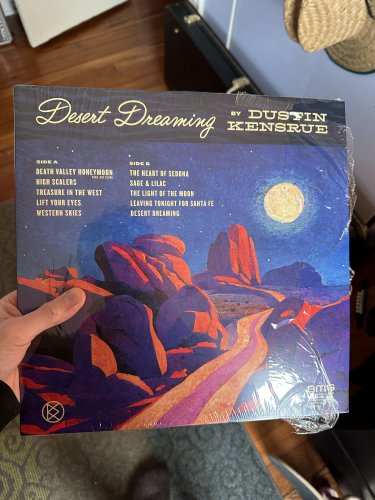 Desert Dreaming
BY DUSTIN
KENSRUE
SIDE A
DEATH VALLEY HONEYMOON
HIGH SCALERS
TREASURE IN THE WEST
LIFT YOUR EYES
WESTERN SKIES
SIDE B
THE HEART OF SEDONA
SAGE & LILAC
THE LIGHT OF THE MOON
LEAVING TONIGHT FOR SANTA FE
DESERT DREAMING